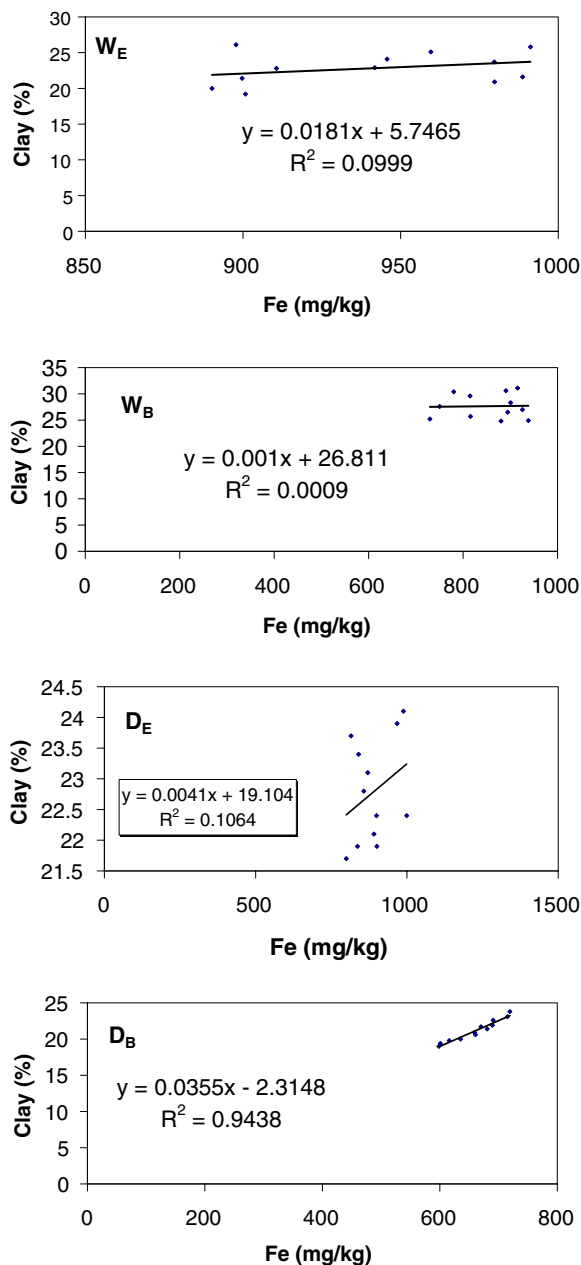 W_E
30
25
20
15
10
5
0
Clay (%)
y = 0.0181x + 5.7465
R² = 0.0999
850 900 950 1000
Fe (mg/kg)
W_B
35
30
25
20
15
10
5
0
Clay (%)
y = 0.001x + 26.811
R² = 0.0009
0 200 400 600 800 1000
Fe (mg/kg)
D_E
24.5
24
23.5
23
22.5
22
21.5
Clay (%)
y = 0.0041x + 19.104
R² = 0.1064
0 500 1000 1500
Fe (mg/kg)
D_B
25
20
15
10
5
0
Clay (%)
y = 0.0355x - 2.3148
R² = 0.9438
0 200 400 600 800
Fe (mg/kg)